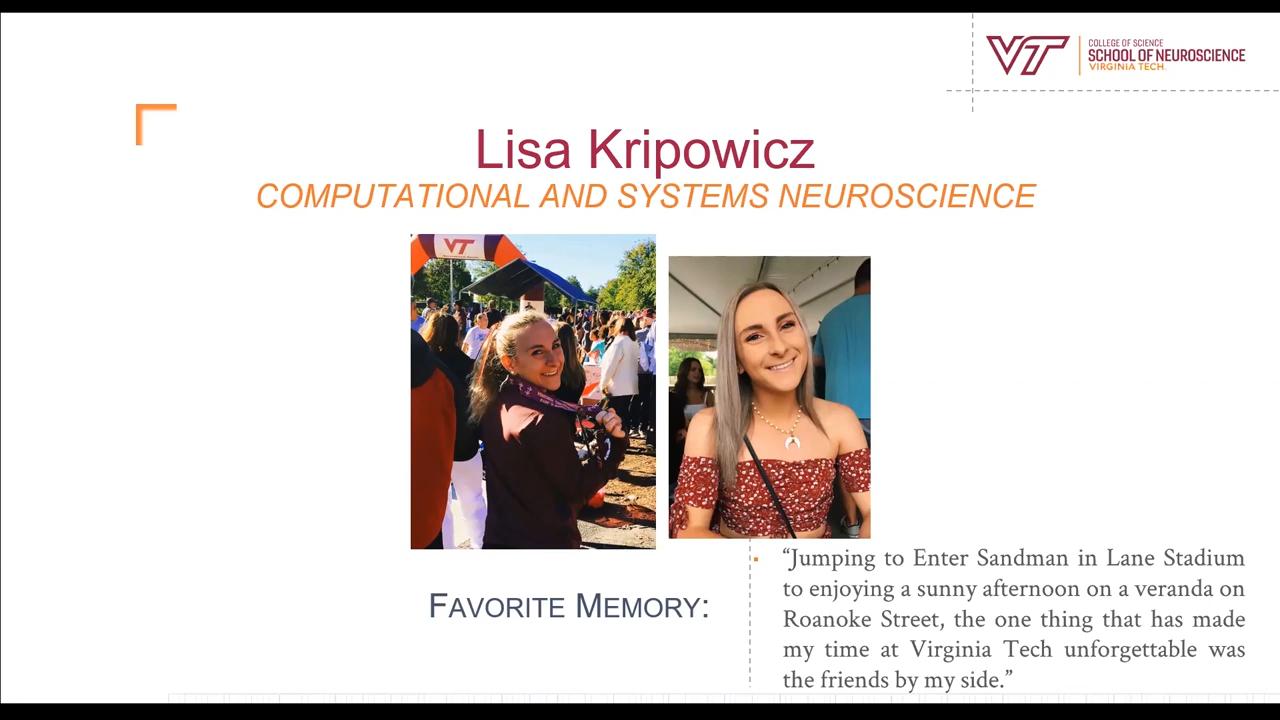 VT
COLLEGE OF SCIENCE
SCHOOL OF NEUROSCIENCE
VIRGINIA TECH
Lisa Kripowicz
COMPUTATIONAL AND SYSTEMS NEUROSCIENCE
VT
FAVORITE MEMORY:
“Jumping to Enter Sandman in Lane Stadium
to enjoying a sunny afternoon on a veranda on
Roanoke Street, the one thing that has made
my time at Virginia Tech unforgettable was
the friends by my side.”